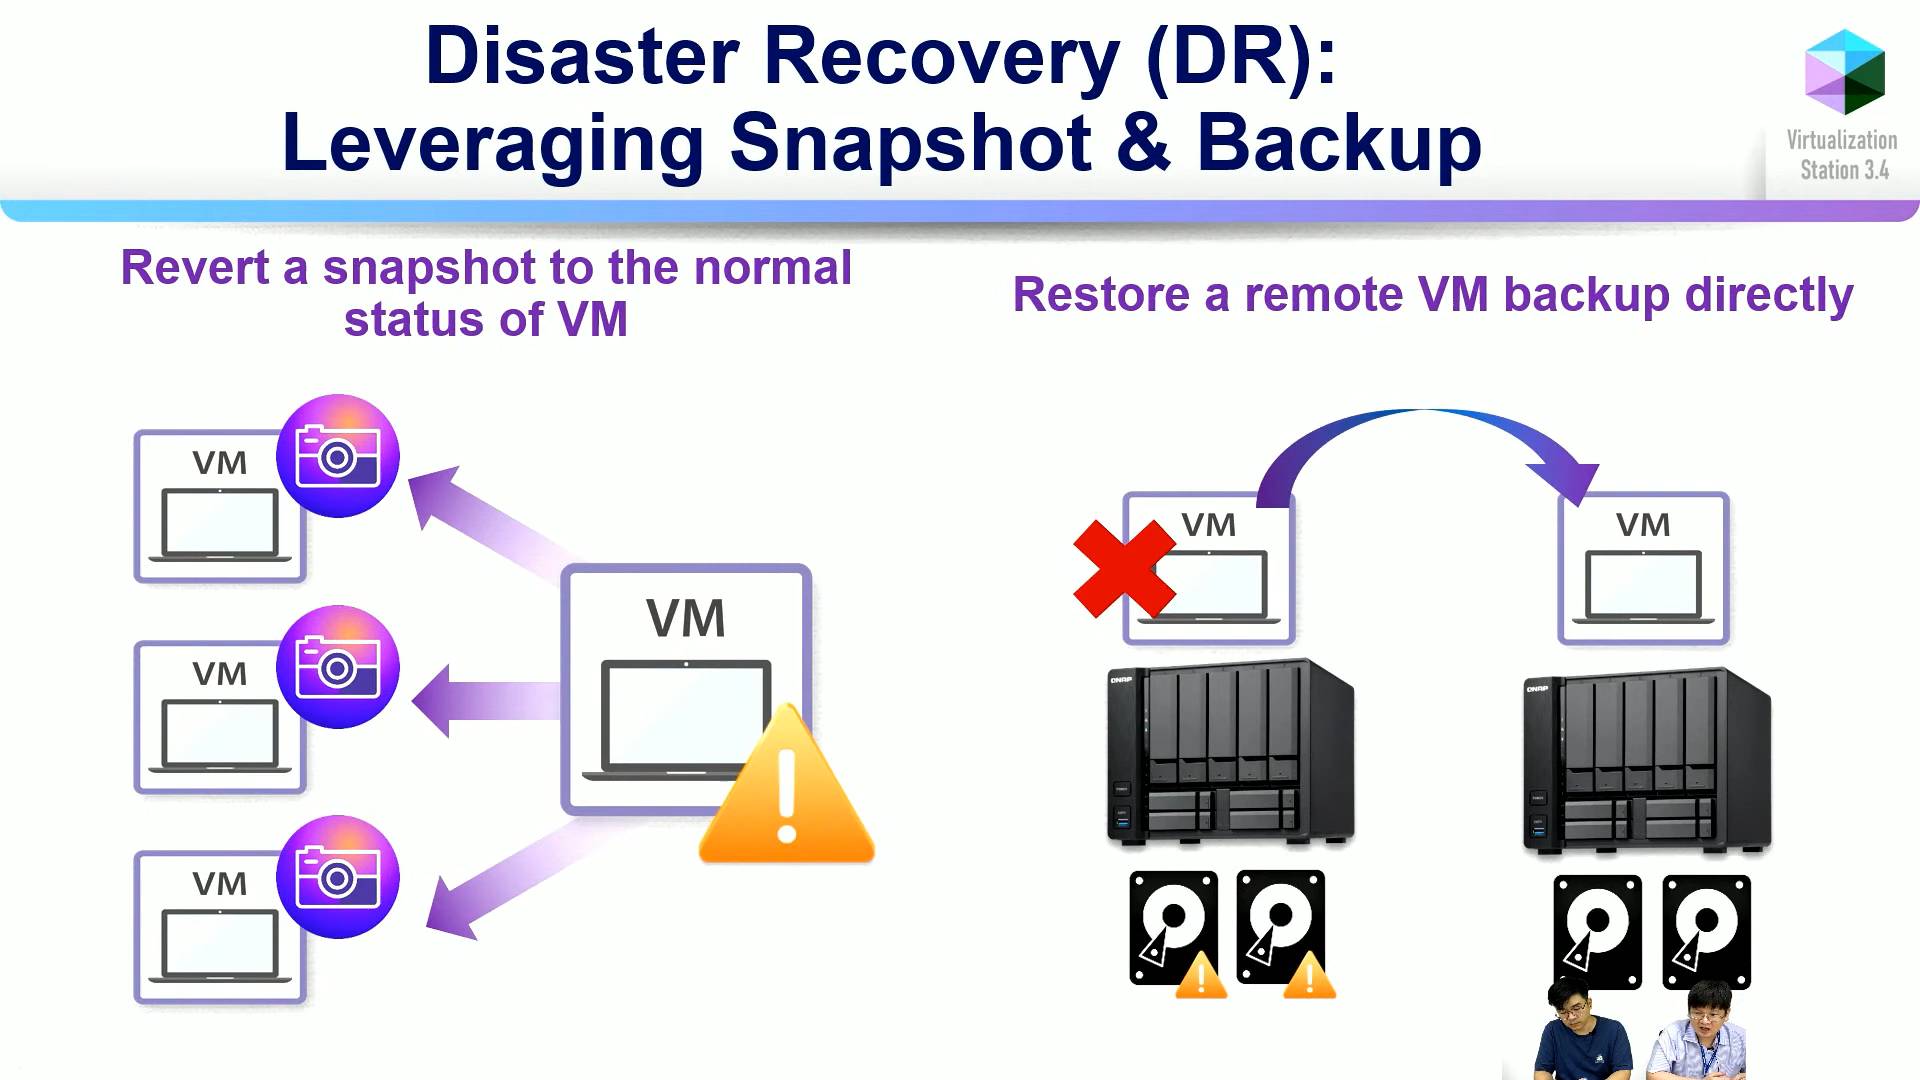 Disaster Recovery (DR):
Leveraging Snapshot & Backup
Virtualization
Station 3.4
Revert a snapshot to the normal
status of VM
Restore a remote VM backup directly
VM
VM
VM
VM
VM
VM
QNAP
QNAP